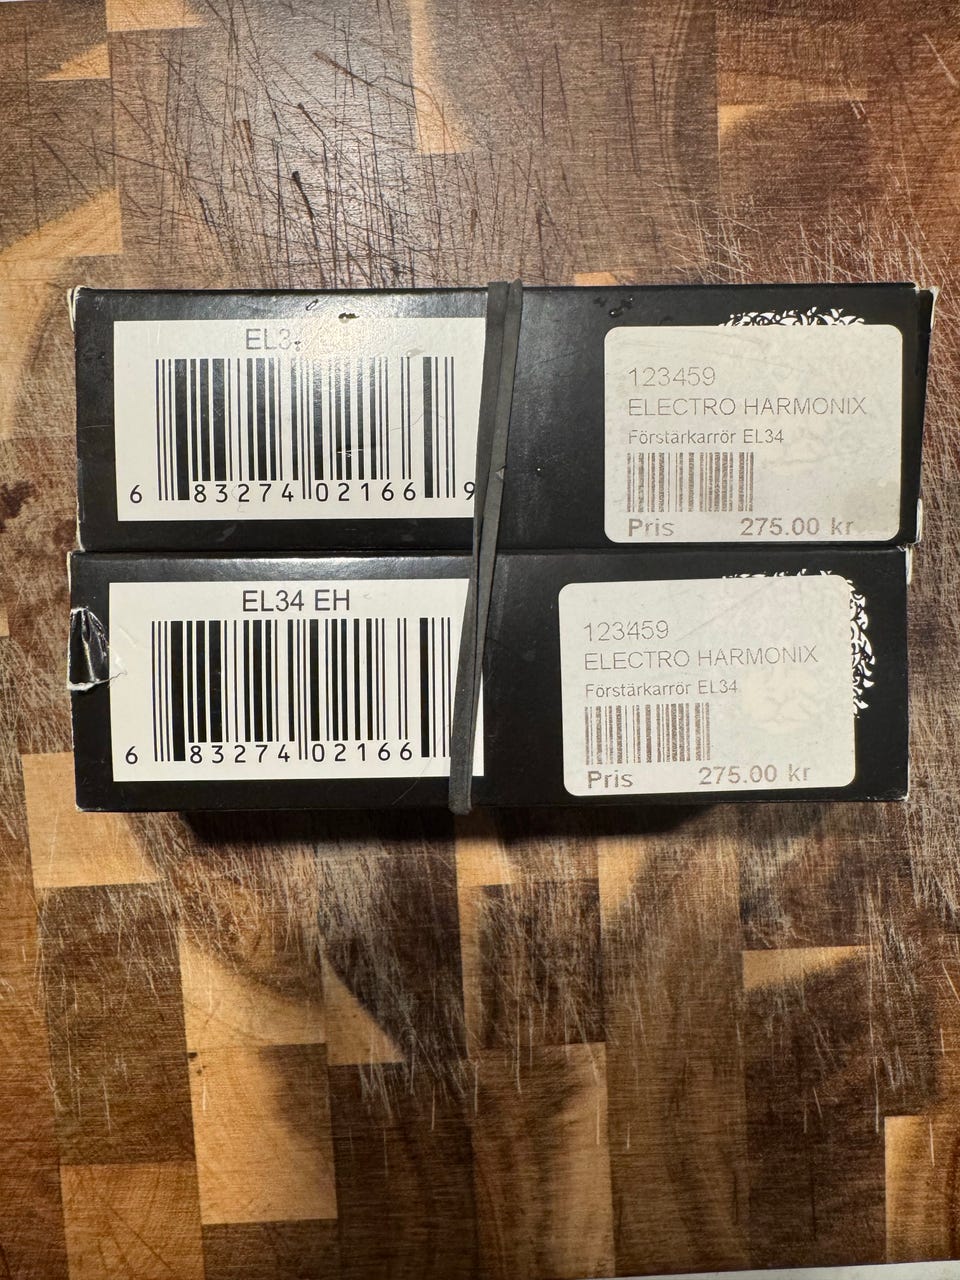 EL34
6 83274 02166 9
123459
ELECTRO HARMONIX
Förstärkarrör EL34
Pris 275.00 kr
EL34 EH
6 83274 02166
123459
ELECTRO HARMONIX
Förstärkarrör EL34
Pris 275.00 kr